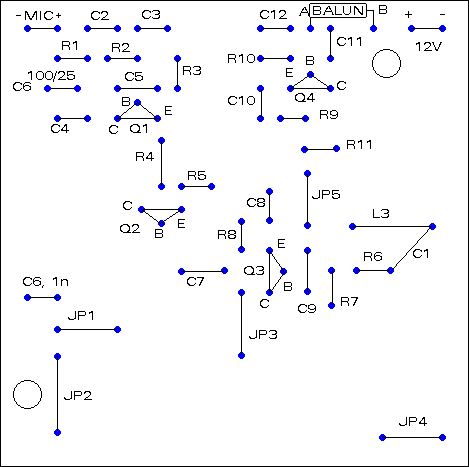 -MIC+ C2 C3 C12 A BALUN B + -
R1 R2 R10 C11 12V
100/25 C5 R3 E B
C6 B E C10 Q4 C
C4 C Q1 R9
R4 R11
R5 JP5
C C8 L3
Q2 B E R8 E C1
C7 Q3 B R6
C6, 1n C C9 R7
JP1 JP3
JP2
JP4